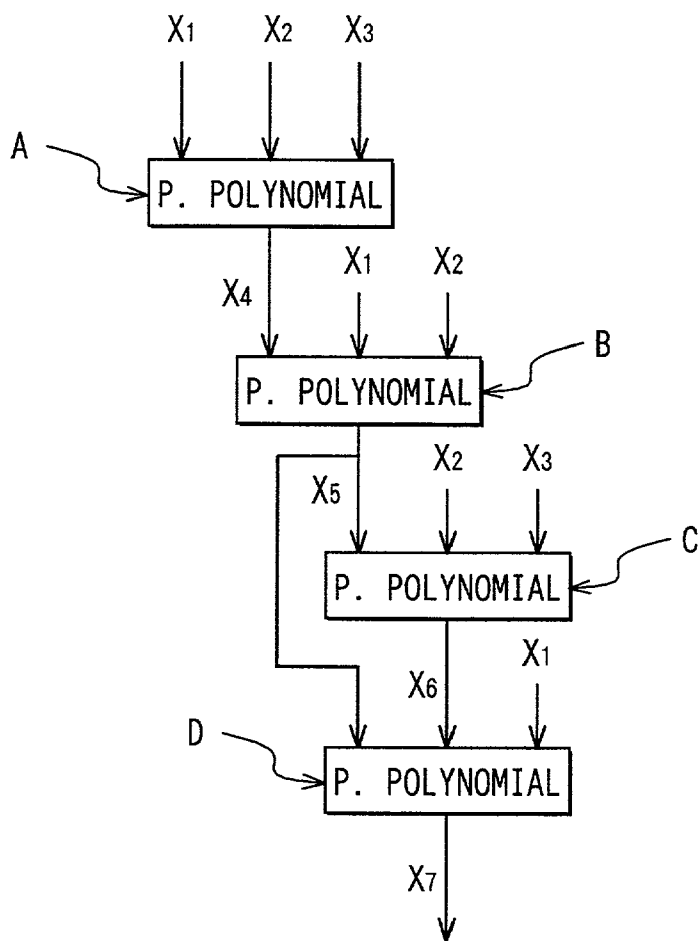 X1 X2 X3
A
P. POLYNOMIAL
X4 X1 X2
B
P. POLYNOMIAL
X5 X2 X3
C
P. POLYNOMIAL
X6 X1
D
P. POLYNOMIAL
X7